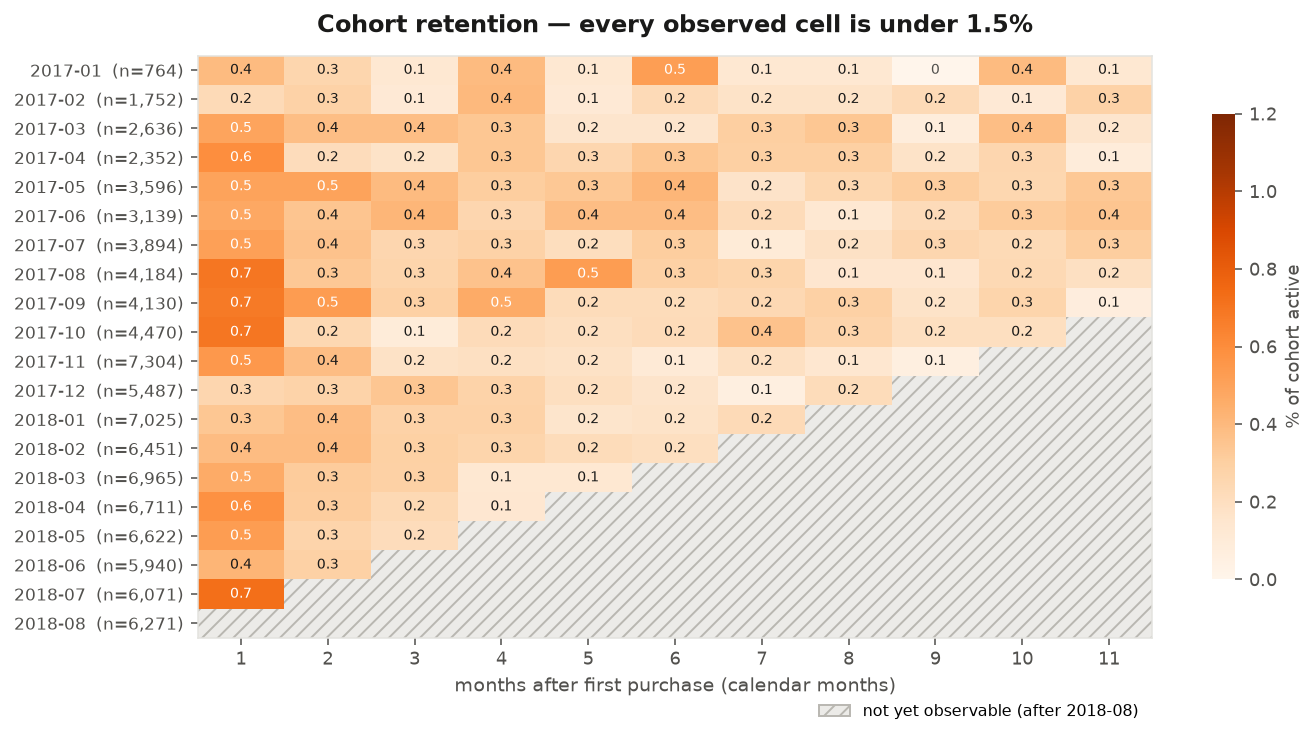 Cohort retention — every observed cell is under 1.5%
2017-01 (n=764) 0.4 0.3 0.1 0.4 0.1 0.5 0.1 0.1 0 0.4 0.1
2017-02 (n=1,752) 0.2 0.3 0.1 0.4 0.1 0.2 0.2 0.2 0.2 0.1 0.3
2017-03 (n=2,636) 0.5 0.4 0.4 0.3 0.2 0.2 0.3 0.3 0.1 0.4 0.2
2017-04 (n=2,352) 0.6 0.2 0.2 0.3 0.3 0.3 0.3 0.3 0.2 0.3 0.1
2017-05 (n=3,596) 0.5 0.5 0.4 0.3 0.3 0.4 0.2 0.3 0.3 0.3 0.3
2017-06 (n=3,139) 0.5 0.4 0.4 0.3 0.4 0.4 0.2 0.1 0.2 0.3 0.4
2017-07 (n=3,894) 0.5 0.4 0.3 0.3 0.2 0.3 0.1 0.2 0.3 0.2 0.3
2017-08 (n=4,184) 0.7 0.3 0.3 0.4 0.5 0.3 0.3 0.1 0.1 0.2 0.2
2017-09 (n=4,130) 0.7 0.5 0.3 0.5 0.2 0.2 0.2 0.3 0.2 0.3 0.1
2017-10 (n=4,470) 0.7 0.2 0.1 0.2 0.2 0.2 0.4 0.3 0.2 0.2
2017-11 (n=7,304) 0.5 0.4 0.2 0.2 0.2 0.1 0.2 0.1 0.1
2017-12 (n=5,487) 0.3 0.3 0.3 0.3 0.2 0.2 0.1 0.2
2018-01 (n=7,025) 0.3 0.4 0.3 0.3 0.2 0.2 0.2
2018-02 (n=6,451) 0.4 0.4 0.3 0.3 0.2 0.2
2018-03 (n=6,965) 0.5 0.3 0.3 0.1 0.1
2018-04 (n=6,711) 0.6 0.3 0.2 0.1
2018-05 (n=6,622) 0.5 0.3 0.2
2018-06 (n=5,940) 0.4 0.3
2018-07 (n=6,071) 0.7
2018-08 (n=6,271)
1 2 3 4 5 6 7 8 9 10 11
months after first purchase (calendar months)
not yet observable (after 2018-08)
1.2
1.0
0.8
0.6
0.4
0.2
0.0
% of cohort active